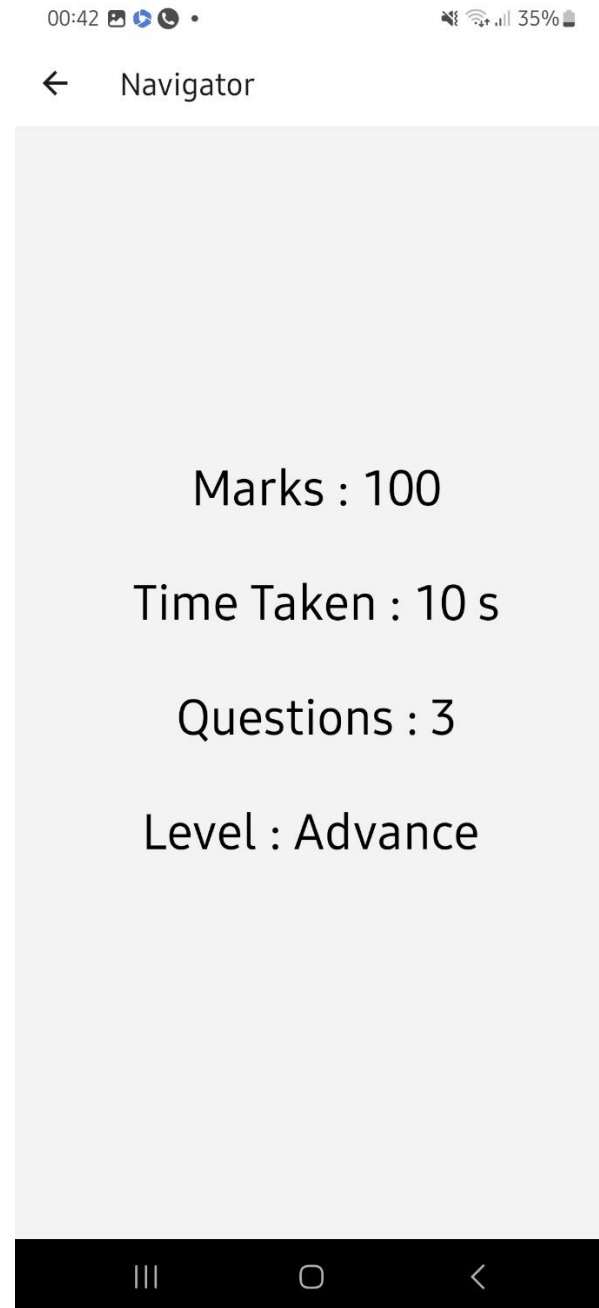 00:42 35%
Navigator
Marks : 100
Time Taken : 10 s
Questions : 3
Level : Advance